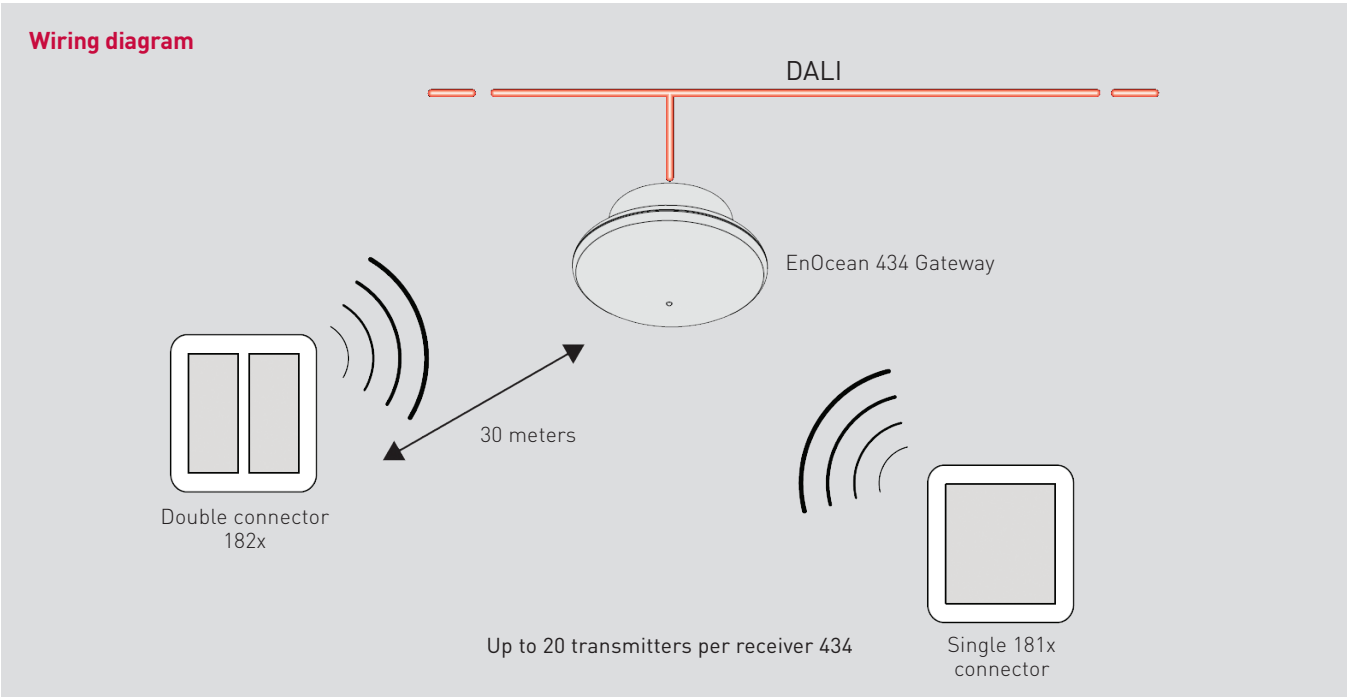 Wiring diagram
DALI
EnOcean 434 Gateway
30 meters
Double connector
182x
Up to 20 transmitters per receiver 434
Single 181x
connector